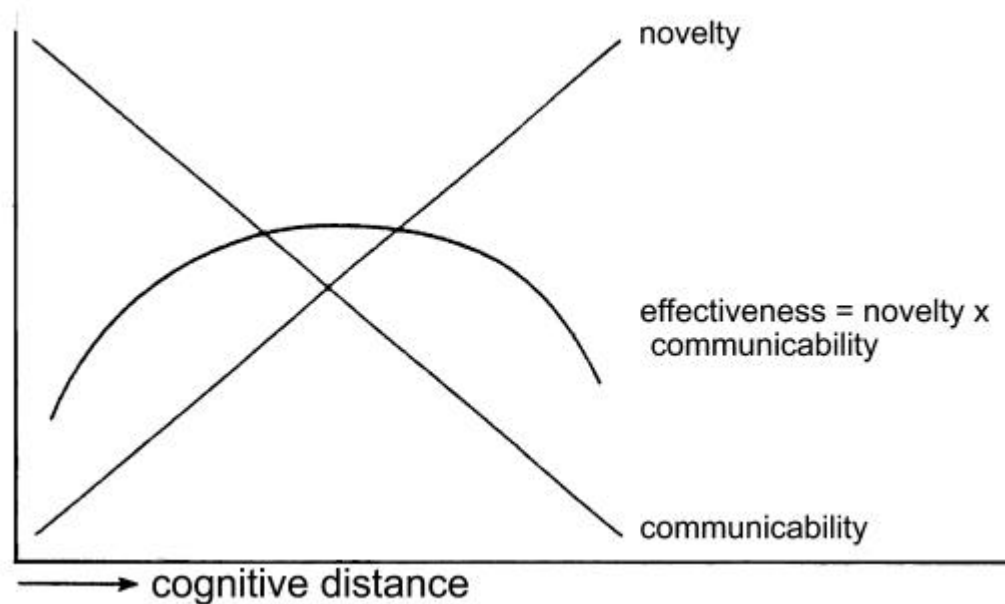 novelty
effectiveness = novelty x
communicability
communicability
cognitive distance